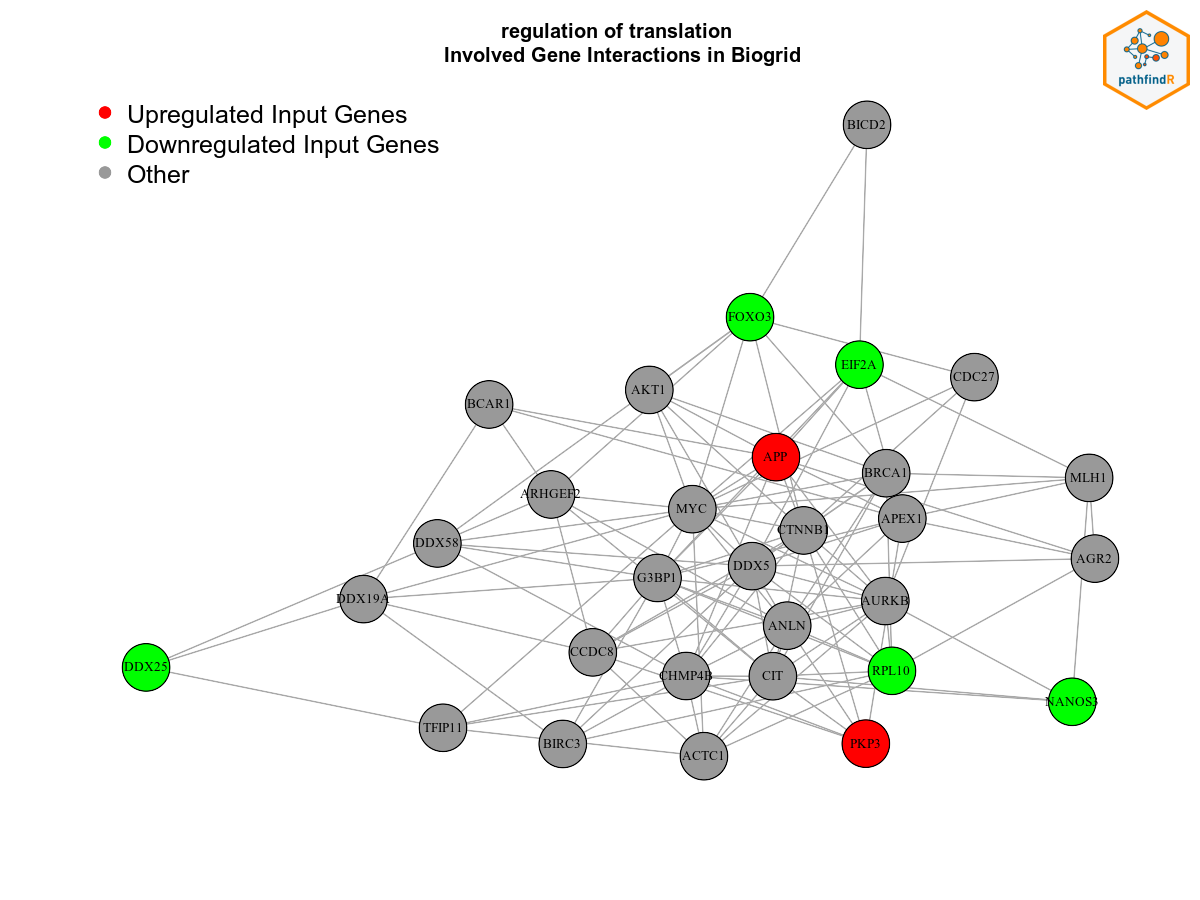 regulation of translation
Involved Gene Interactions in Biogrid
pathfindR
Upregulated Input Genes
Downregulated Input Genes
Other
BICD2
FOXO3
EIF2A
CDC27
AKT1
BCAR1
APP
BRCA1
MLH1
ARHGEF2
MYC
APEX1
CTNNB1
DDX58
AGR2
DDX5
G3BP1
DDX19A
AURKB
ANLN
CCDC8
DDX25
RPL10
CHMP4B
CIT
NANOS3
TFIP11
BIRC3
PKP3
ACTC1